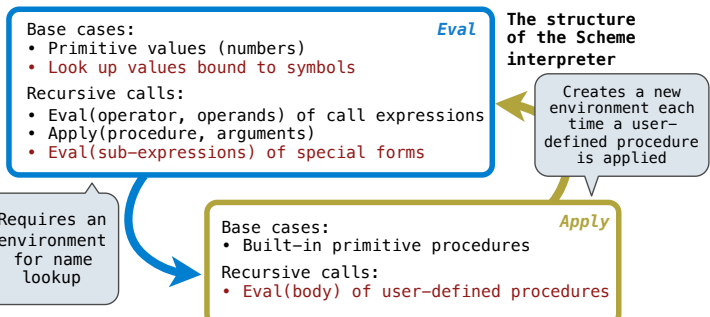 Base cases:
Eval
• Primitive values (numbers)
• Look up values bound to symbols
Recursive calls:
• Eval(operator, operands) of call expressions
• Apply(procedure, arguments)
• Eval(sub-expressions) of special forms
The structure
of the Scheme
interpreter
Creates a new
environment each
time a user-
defined procedure
is applied
Requires an
environment
for name
lookup
Base cases:
Apply
• Built-in primitive procedures
Recursive calls:
• Eval(body) of user-defined procedures